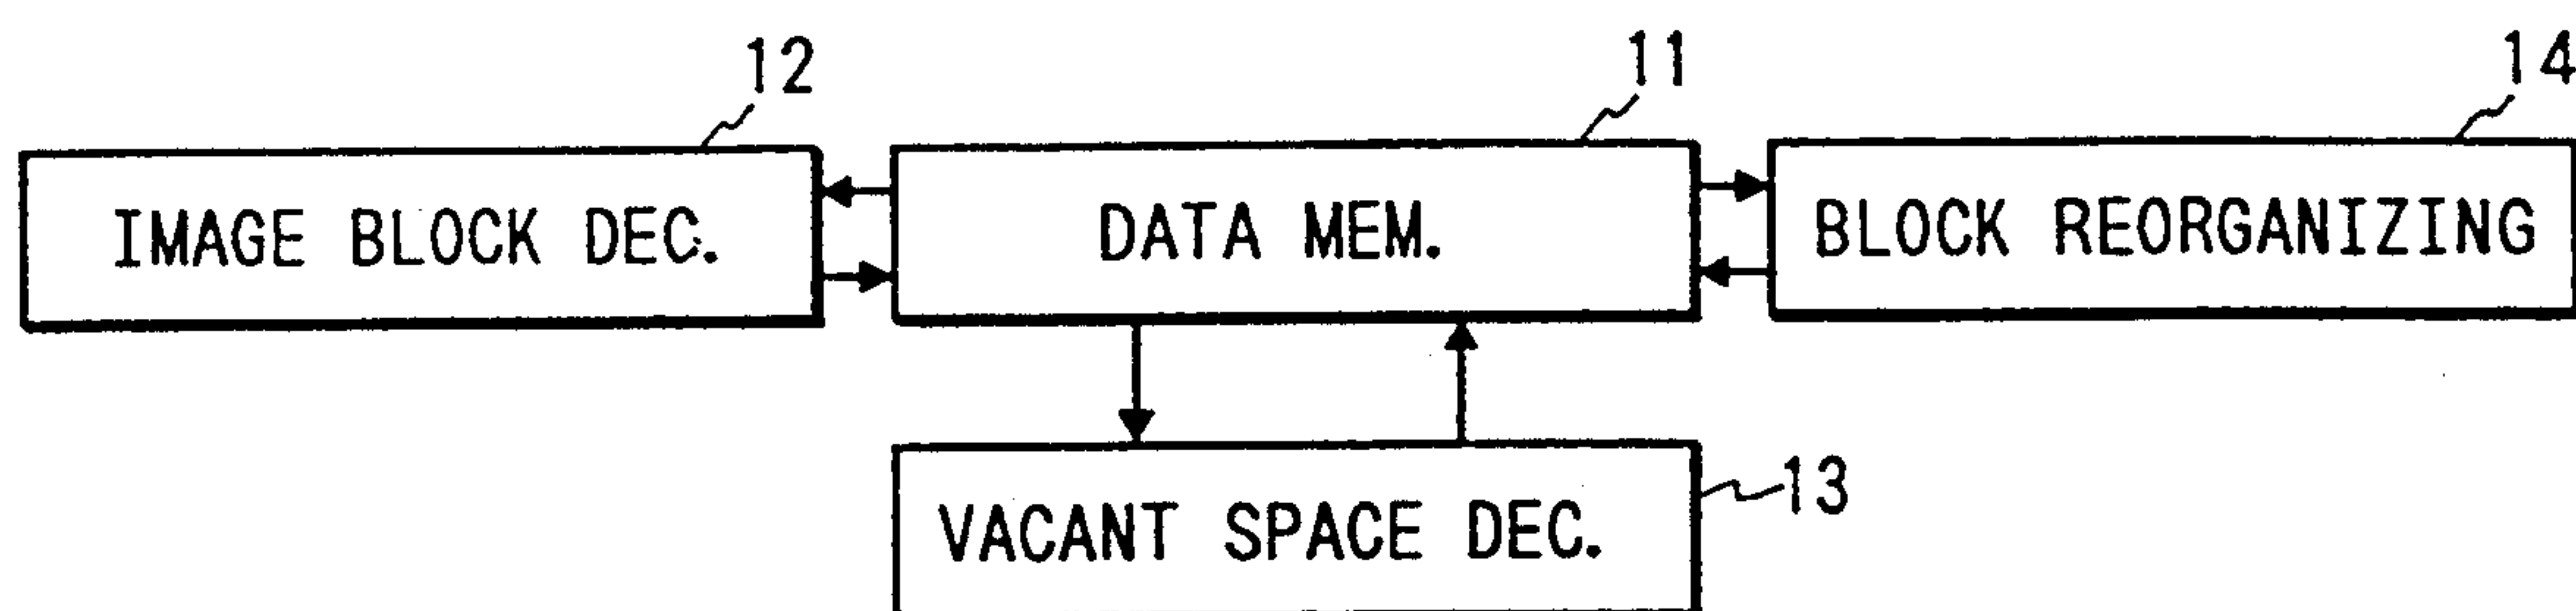 12
11
14
IMAGE BLOCK DEC.
DATA MEM.
BLOCK REORGANIZING
13
VACANT SPACE DEC.